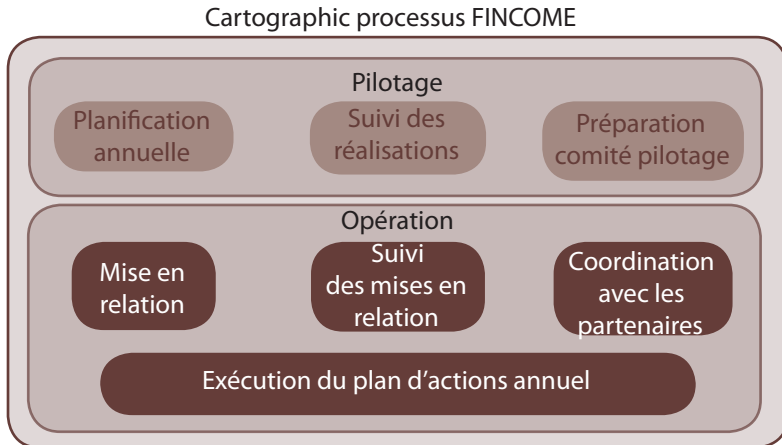 Cartographic processus FINCOME
Pilotage
Planification
annuelle
Suivi des
réalisations
Préparation
comité pilotage
Opération
Mise en
relation
Suivi
des mises en
relation
Coordination
avec les
partenaires
Exécution du plan d'actions annuel